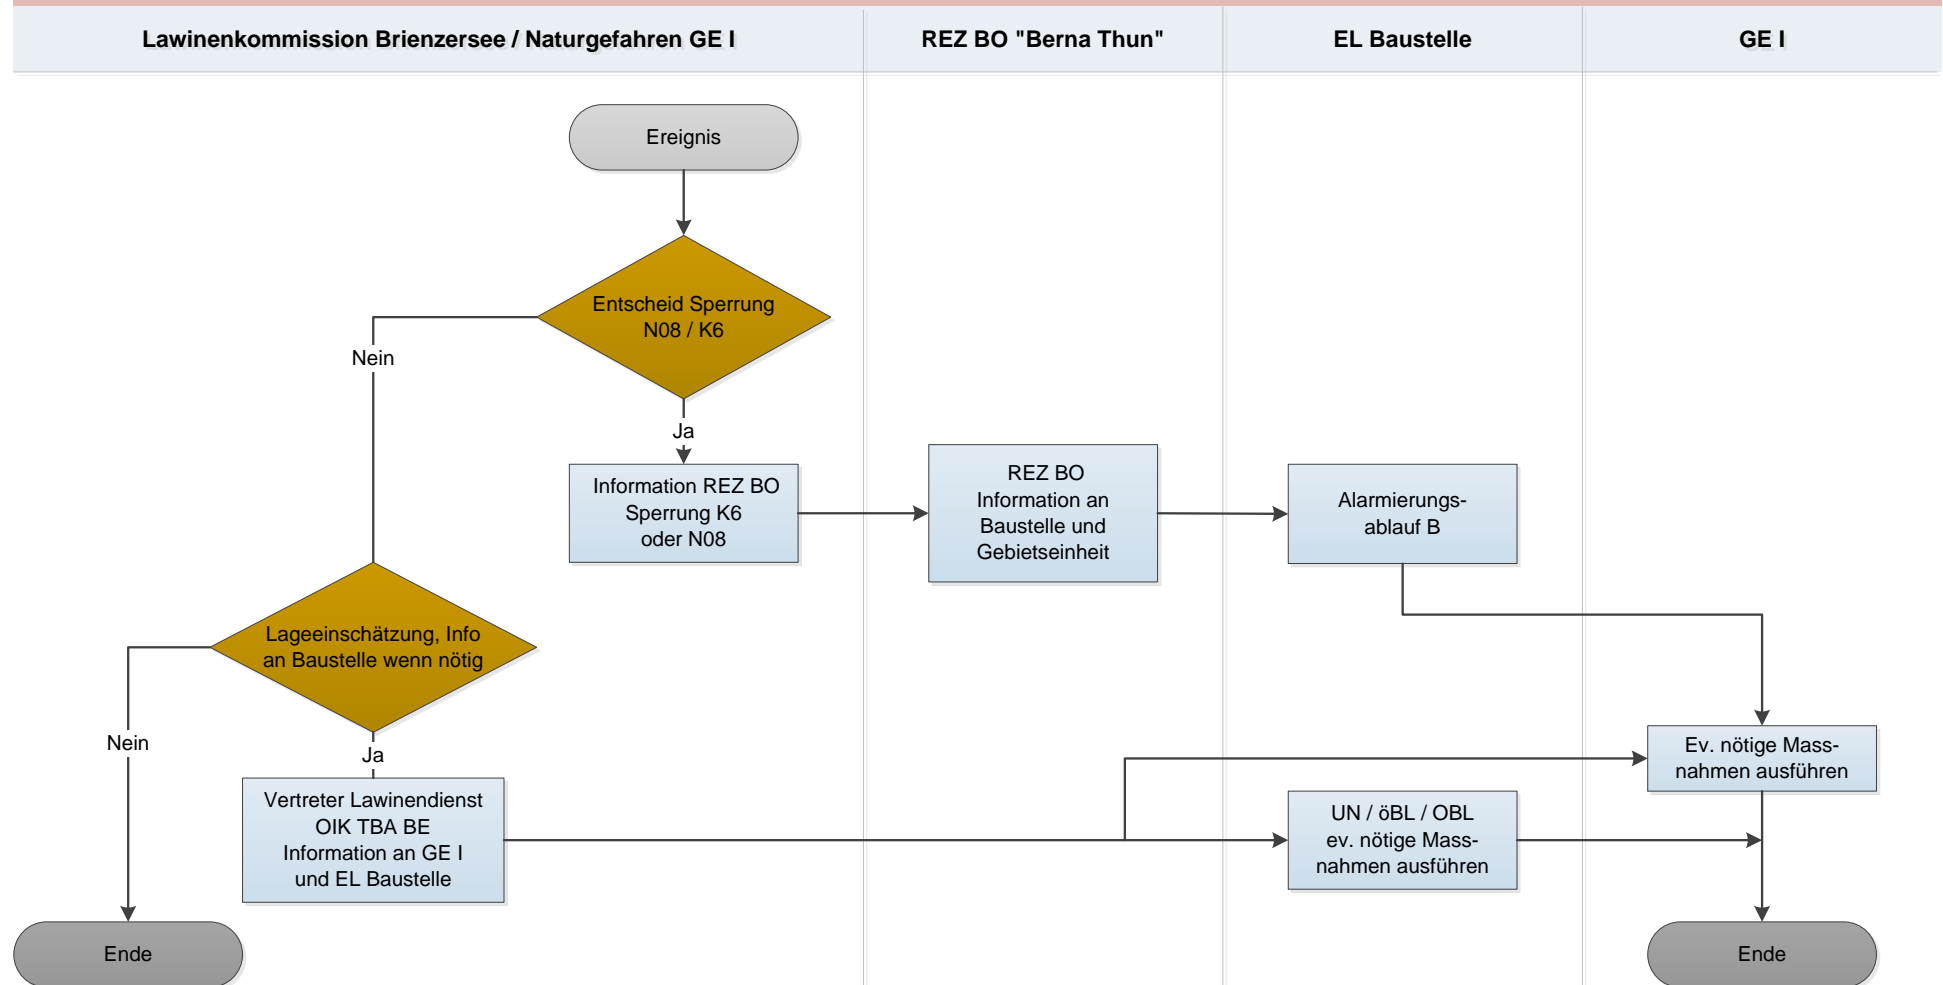 Lawinenkommission Brienzersee / Naturgefahren GE I
REZ BO "Berna Thun"
EL Baustelle
GE I
Ereignis
Entscheid Sperrung
N08 / K6
Nein
Ja
Information REZ BO
Sperrung K6
oder N08
REZ BO
Information an
Baustelle und
Gebietseinheit
Alarmierungs-
ablauf B
Lageeinschätzung, Info
an Baustelle wenn nötig
Nein
Ja
Vertreter Lawinendienst
OIK TBA BE
Information an GE I
und EL Baustelle
UN / öBL / OBL
ev. nötige Mass-
nahmen ausführen
Ev. nötige Mass-
nahmen ausführen
Ende
Ende